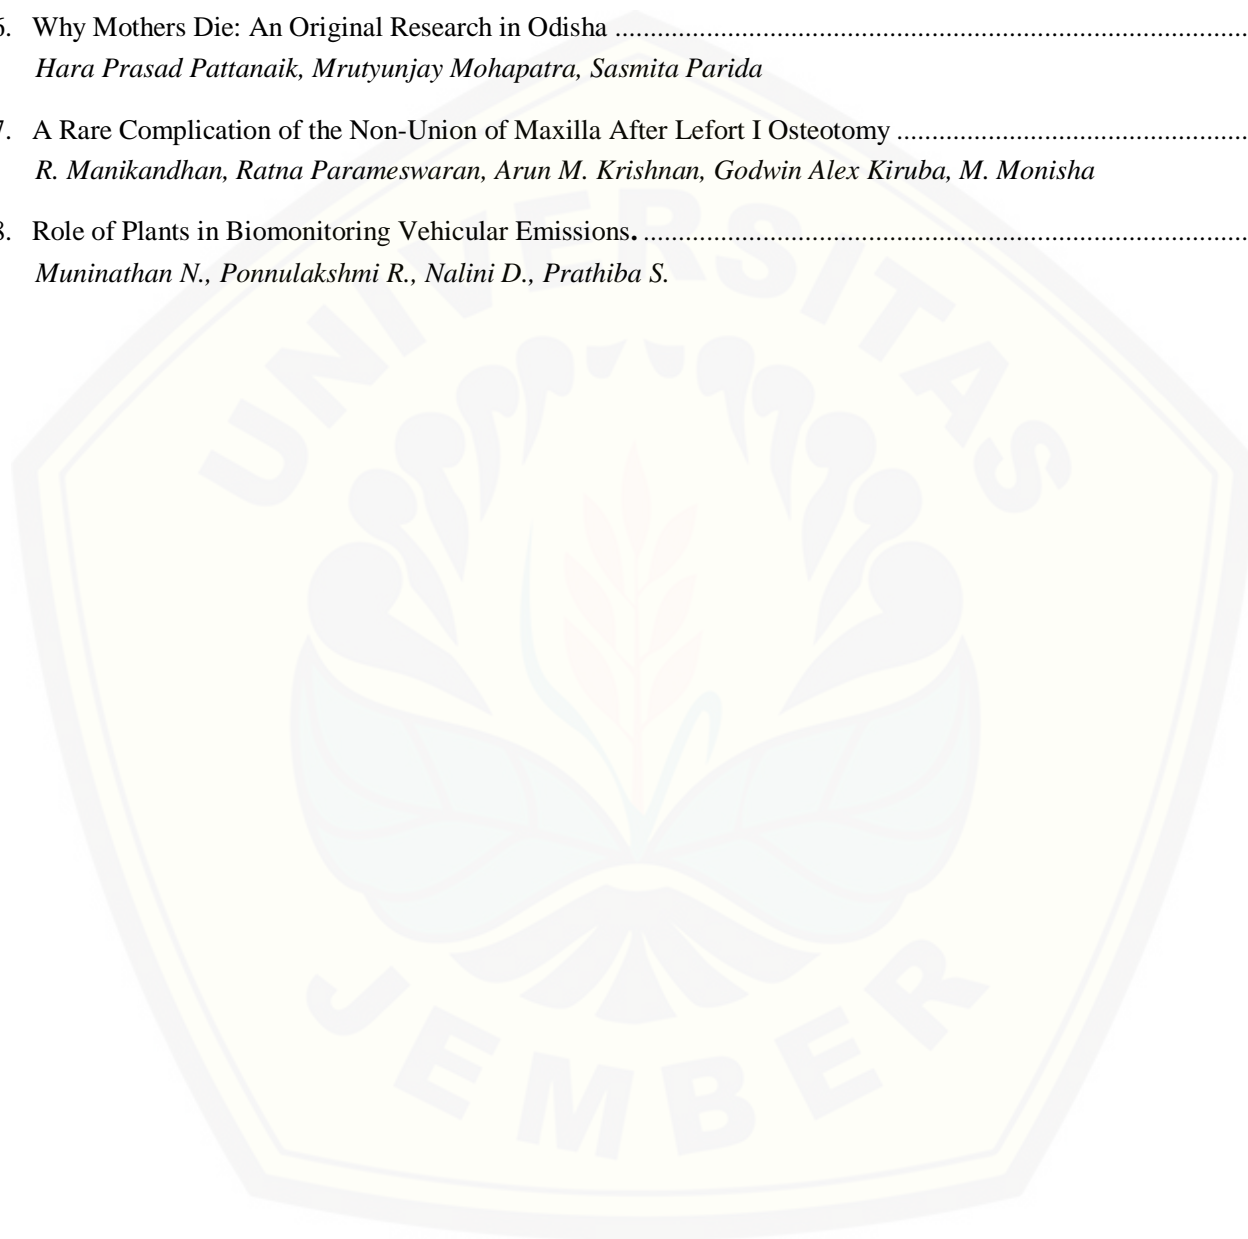 6. Why Mothers Die: An Original Research in Odisha ................................................................
Hara Prasad Pattanaik, Mrutyunjay Mohapatra, Sasmita Parida
7. A Rare Complication of the Non-Union of Maxilla After Lefort I Osteotomy ................................
R. Manikandhan, Ratna Parameswaran, Arun M. Krishnan, Godwin Alex Kiruba, M. Monisha
8. Role of Plants in Biomonitoring Vehicular Emissions. ................................................................
Muninathan N., Ponnulakshmi R., Nalini D., Prathiba S.
UNIVERSITAS
JEMBER